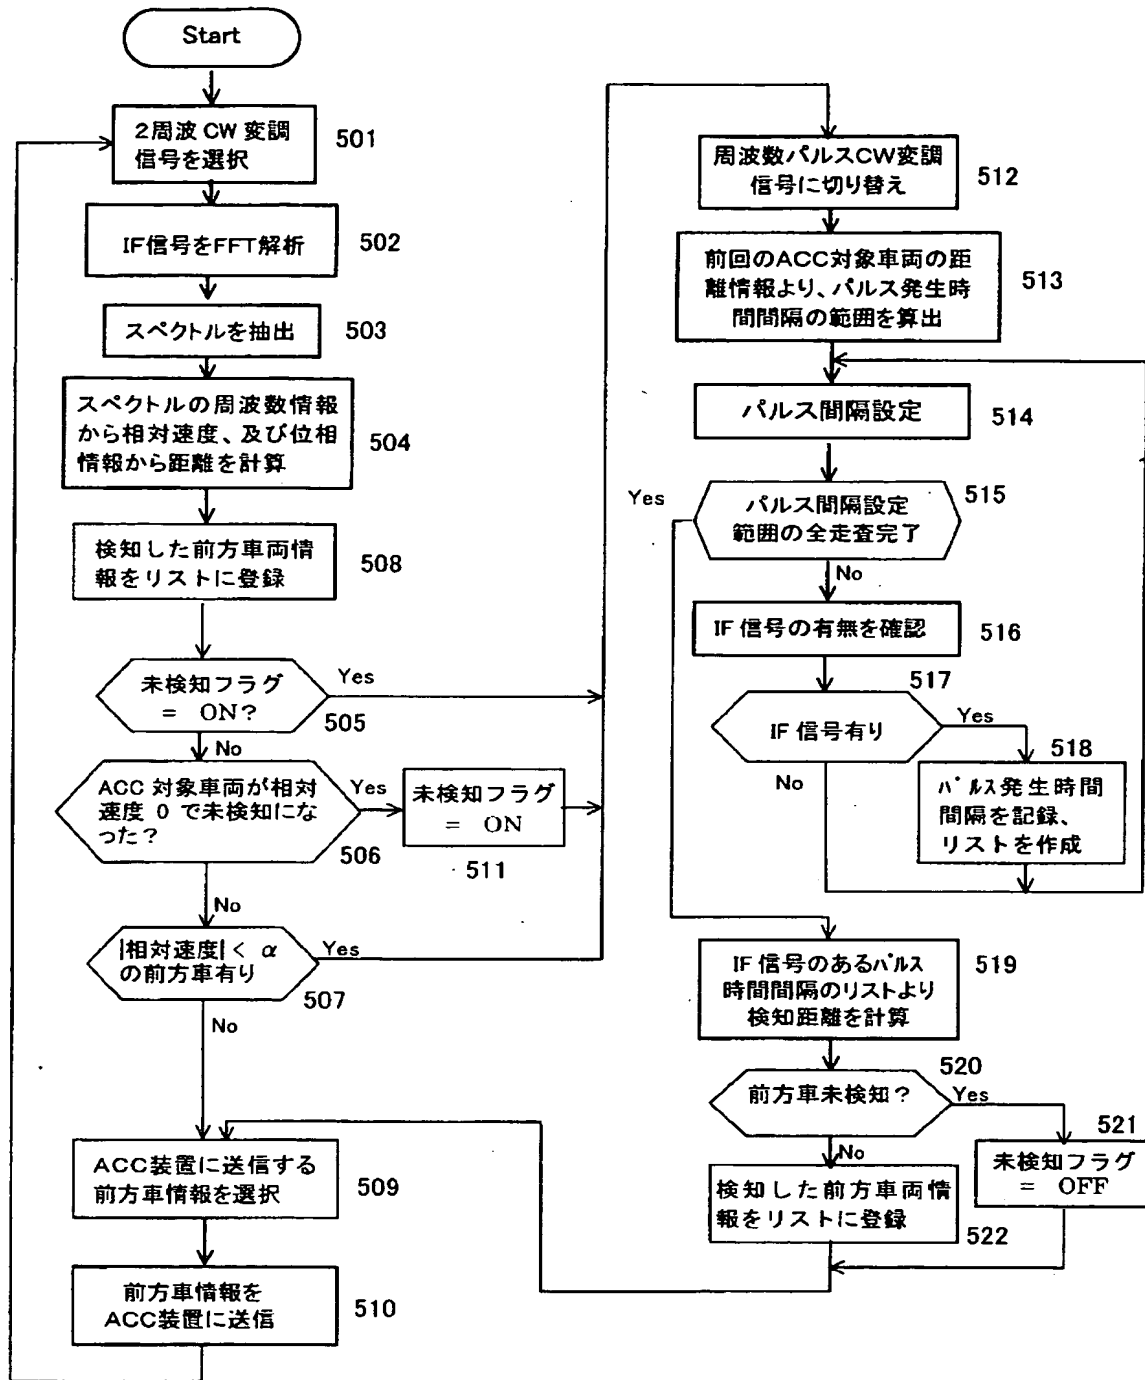 Start
2周波 CW 変調
信号を選択
501
IF信号をFFT解析
502
スペクトルを抽出
503
スペクトルの周波数情報
から相対速度、及び位相
情報から距離を計算
504
検知した前方車両情
報をリストに登録
508
未検知フラグ
= ON?
Yes
505
No
ACC 対象車両が相対
速度 0 で未検知にな
った?
Yes
506
未検知フラグ
= ON
511
No
|相対速度| < α
の前方車有り
Yes
507
No
ACC装置に送信する
前方車情報を選択
509
前方車情報を
ACC装置に送信
510
周波数パルスCW変調
信号に切り替え
512
前回のACC対象車両の距
離情報より、パルス発生時
間間隔の範囲を算出
513
パルス間隔設定
514
Yes
パルス間隔設定
範囲の全走査完了
515
No
IF 信号の有無を確認
516
517
IF 信号有り
Yes
No
518
パルス発生時間
間隔を記録、
リストを作成
IF 信号のあるパルス
時間間隔のリストより
検知距離を計算
519
520
前方車未検知?
Yes
521
No
未検知フラグ
= OFF
検知した前方車両情
報をリストに登録
522